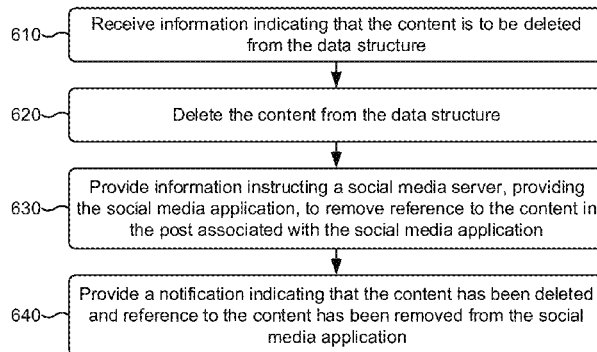 610
Receive information indicating that the content is to be deleted
from the data structure
620
Delete the content from the data structure
630
Provide information instructing a social media server, providing
the social media application, to remove reference to the content in
the post associated with the social media application
640
Provide a notification indicating that the content has been deleted
and reference to the content has been removed from the social
media application